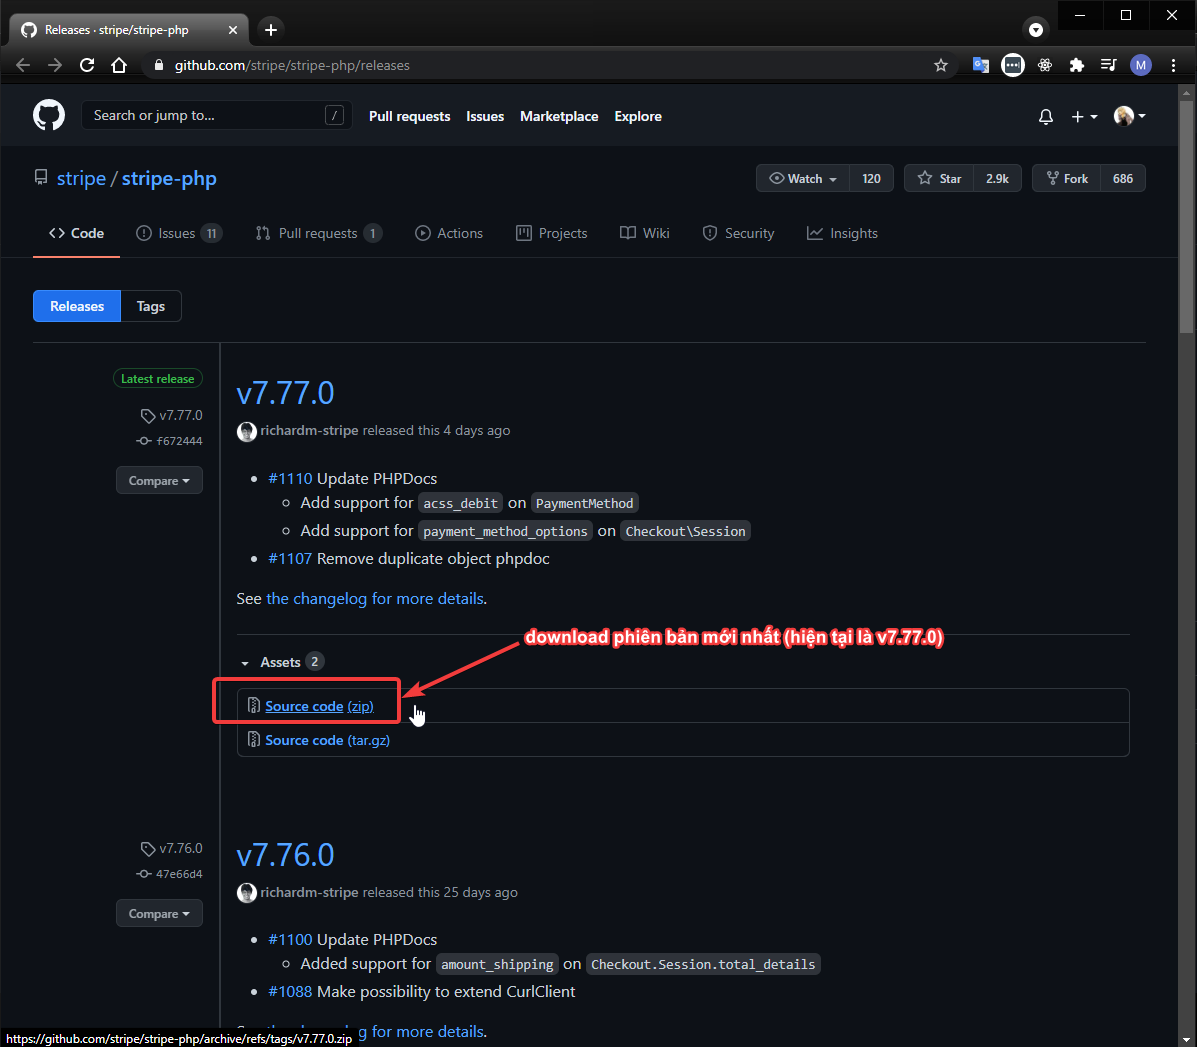 Releases · stripe/stripe-php
github.com/stripe/stripe-php/releases
M
Search or jump to...
/
Pull requests
Issues
Marketplace
Explore
stripe / stripe-php
Watch 120
Star 2.9k
Fork 686
Code
Issues 11
Pull requests 1
Actions
Projects
Wiki
Security
Insights
Releases
Tags
Latest release
v7.77.0
f672444
Compare
v7.77.0
richardm-stripe released this 4 days ago
#1110 Update PHPDocs
Add support for acss_debit on PaymentMethod
Add support for payment_method_options on Checkout\Session
#1107 Remove duplicate object phpdoc
See the changelog for more details.
download phiên bản mới nhất (hiện tại là v7.77.0)
Assets 2
Source code (zip)
Source code (tar.gz)
v7.76.0
47e66d4
Compare
v7.76.0
richardm-stripe released this 25 days ago
#1100 Update PHPDocs
Added support for amount_shipping on Checkout.Session.total_details
#1088 Make possibility to extend CurlClient
g for more details.
https://github.com/stripe/stripe-php/archive/refs/tags/v7.77.0.zip